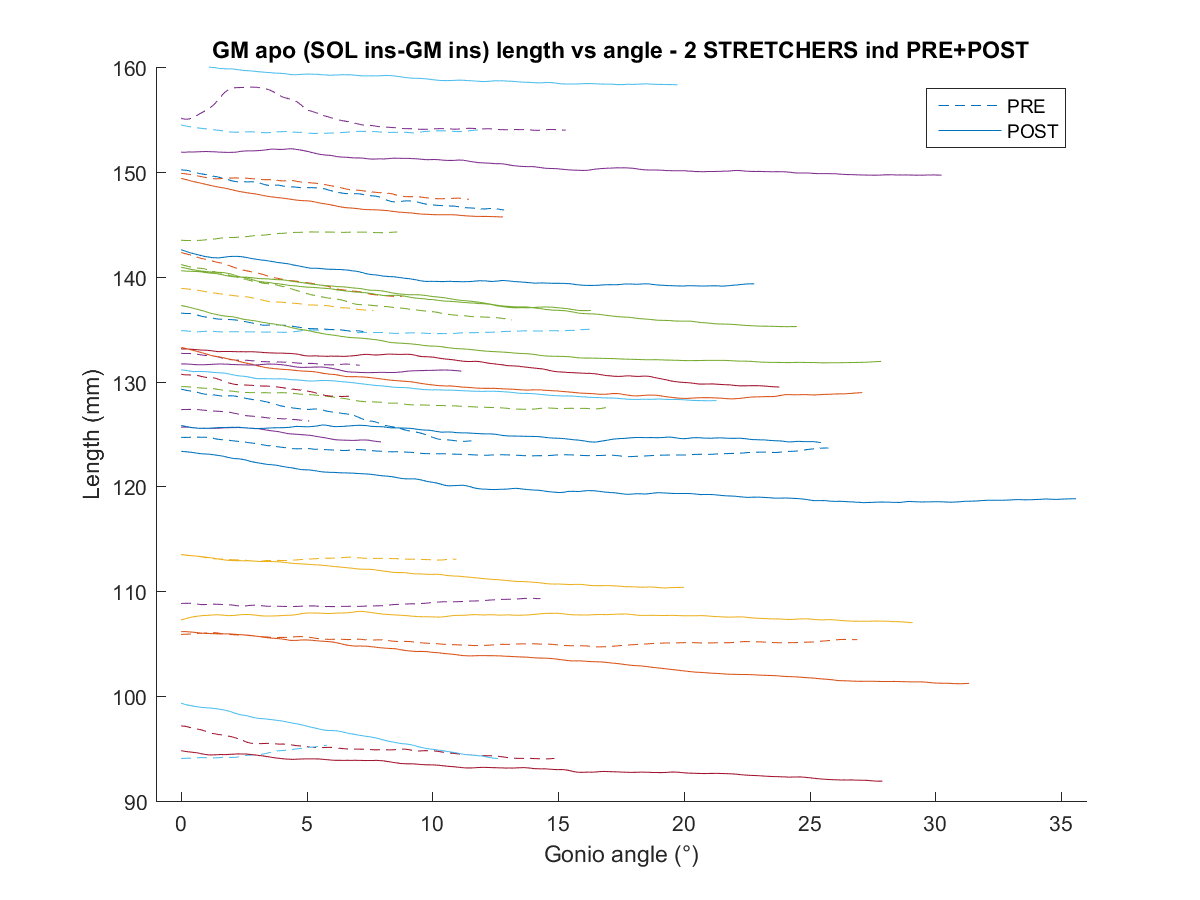 GM apo (SOL ins-GM ins) length vs angle - 2 STRETCHERS ind PRE+POST
PRE
POST
160
150
140
130
120
110
100
90
Length (mm)
0 5 10 15 20 25 30 35
Gonio angle (°)